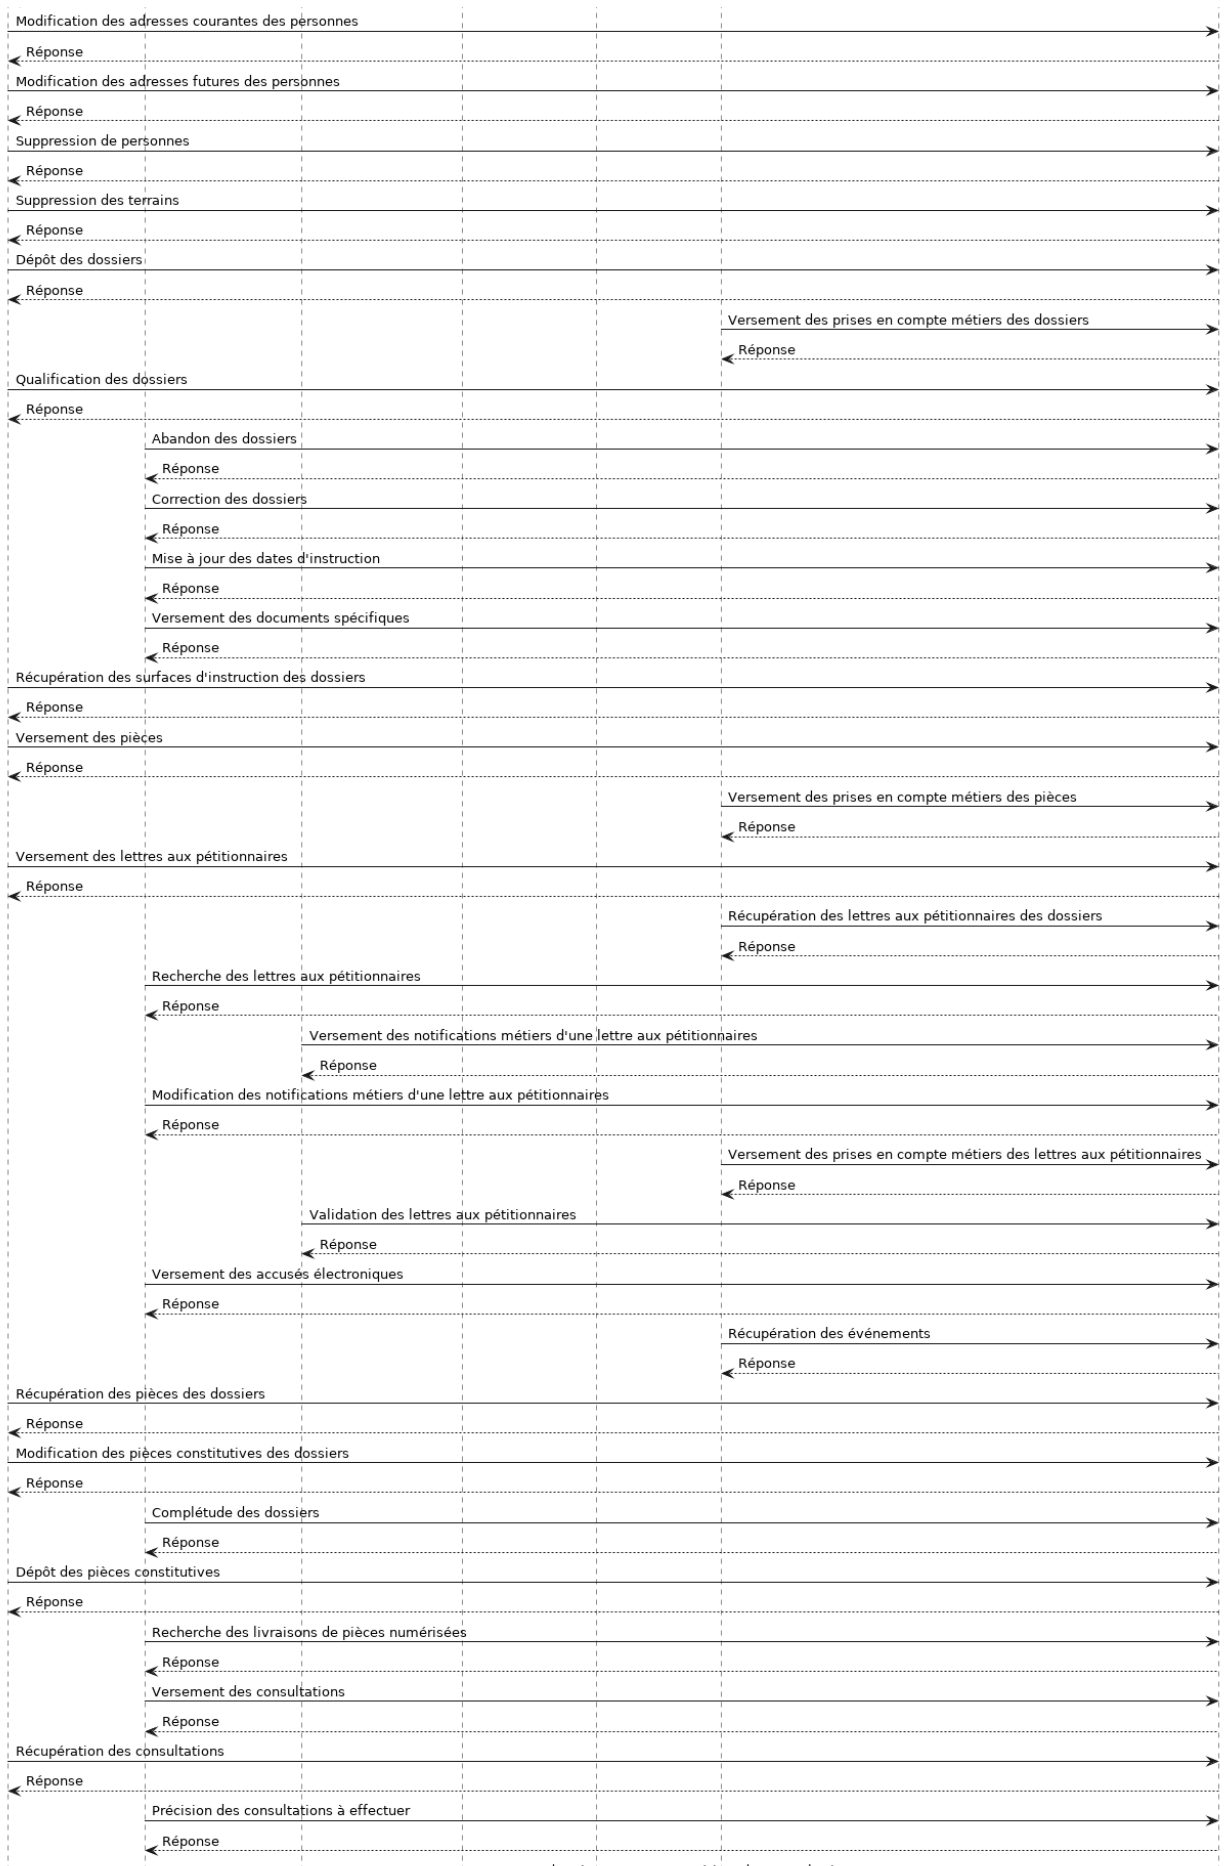 Modification des adresses courantes des personnes
Réponse
Modification des adresses futures des personnes
Réponse
Suppression de personnes
Réponse
Suppression des terrains
Réponse
Dépôt des dossiers
Réponse
Versement des prises en compte métiers des dossiers
Réponse
Qualification des dossiers
Réponse
Abandon des dossiers
Réponse
Correction des dossiers
Réponse
Mise à jour des dates d'instruction
Réponse
Versement des documents spécifiques
Réponse
Récupération des surfaces d'instruction des dossiers
Réponse
Versement des pièces
Réponse
Versement des prises en compte métiers des pièces
Réponse
Versement des lettres aux pétitionnaires
Réponse
Récupération des lettres aux pétitionnaires des dossiers
Réponse
Recherche des lettres aux pétitionnaires
Réponse
Versement des notifications métiers d'une lettre aux pétitionnaires
Réponse
Modification des notifications métiers d'une lettre aux pétitionnaires
Réponse
Versement des prises en compte métiers des lettres aux pétitionnaires
Réponse
Validation des lettres aux pétitionnaires
Réponse
Versement des accusés électroniques
Réponse
Récupération des événements
Réponse
Récupération des pièces des dossiers
Réponse
Modification des pièces constitutives des dossiers
Réponse
Complétude des dossiers
Réponse
Dépôt des pièces constitutives
Réponse
Recherche des livraisons de pièces numérisées
Réponse
Versement des consultations
Réponse
Récupération des consultations
Réponse
Précision des consultations à effectuer
Réponse